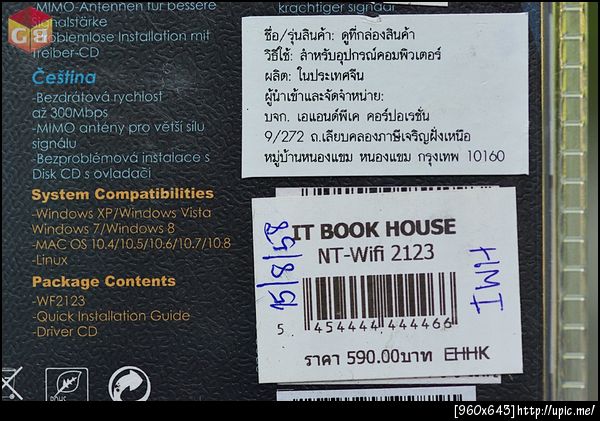 -MIMO-Antennen für bessere
Signalstärke
-Problemlose Installation mit
Treiber-CD
Čeština
-Bezdrátová rychlost
až 300Mbps
-MIMO antény pro větší sílu
signálu
-Bezproblémová instalace s
Disk CD s ovladači
System Compatibilities
-Windows XP/Windows Vista
Windows 7/Windows 8
-MAC OS 10.4/10.5/10.6/10.7/10.8
-Linux
Package Contents
-WF2123
-Quick Installation Guide
-Driver CD
krächtiger signaal
ชื่อ/รุ่นสินค้า: ดูที่กล่องสินค้า
วิธีใช้: สำหรับอุปกรณ์คอมพิวเตอร์
ผลิต: ในประเทศจีน
ผู้นำเข้าและจัดจำหน่าย:
บจก. เอแอนด์พีเค คอร์ปอเรชั่น
9/272 ถ.เลียบคลองภาษีเจริญฝั่งเหนือ
หมู่บ้านหนองแขม หนองแขม กรุงเทพ 10160
IT BOOK HOUSE
NT-Wifi 2123
15/8/58
HMI
5 454444 444466
ราคา 590.00บาท EHHK
GB
[960x643]http://upic.me/